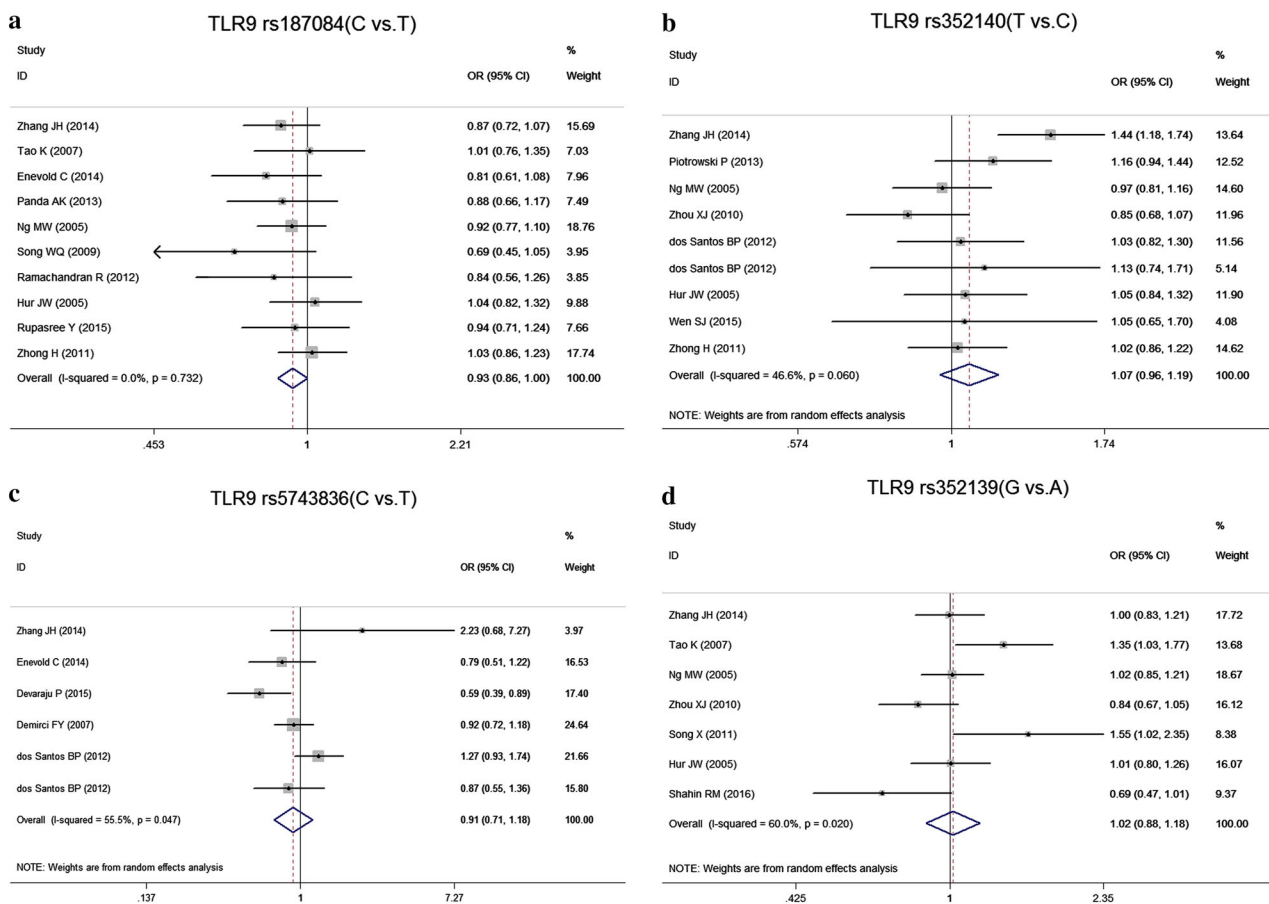 a
TLR9 rs187084(C vs.T)
Study %
ID OR (95% CI) Weight
Zhang JH (2014) 0.87 (0.72, 1.07) 15.69
Tao K (2007) 1.01 (0.76, 1.35) 7.03
Enevold C (2014) 0.81 (0.61, 1.08) 7.96
Panda AK (2013) 0.88 (0.66, 1.17) 7.49
Ng MW (2005) 0.92 (0.77, 1.10) 18.76
Song WQ (2009) 0.69 (0.45, 1.05) 3.95
Ramachandran R (2012) 0.84 (0.56, 1.26) 3.85
Hur JW (2005) 1.04 (0.82, 1.32) 9.88
Rupasree Y (2015) 0.94 (0.71, 1.24) 7.66
Zhong H (2011) 1.03 (0.86, 1.23) 17.74
Overall (I-squared = 0.0%, p = 0.732) 0.93 (0.86, 1.00) 100.00
.453 1 2.21
b
TLR9 rs352140(T vs.C)
Study %
ID OR (95% CI) Weight
Zhang JH (2014) 1.44 (1.18, 1.74) 13.64
Piotrowski P (2013) 1.16 (0.94, 1.44) 12.52
Ng MW (2005) 0.97 (0.81, 1.16) 14.60
Zhou XJ (2010) 0.85 (0.68, 1.07) 11.96
dos Santos BP (2012) 1.03 (0.82, 1.30) 11.56
dos Santos BP (2012) 1.13 (0.74, 1.71) 5.14
Hur JW (2005) 1.05 (0.84, 1.32) 11.90
Wen SJ (2015) 1.05 (0.65, 1.70) 4.08
Zhong H (2011) 1.02 (0.86, 1.22) 14.62
Overall (I-squared = 46.6%, p = 0.060) 1.07 (0.96, 1.19) 100.00
NOTE: Weights are from random effects analysis
.574 1 1.74
c
TLR9 rs5743836(C vs.T)
Study %
ID OR (95% CI) Weight
Zhang JH (2014) 2.23 (0.68, 7.27) 3.97
Enevold C (2014) 0.79 (0.51, 1.22) 16.53
Devaraju P (2015) 0.59 (0.39, 0.89) 17.40
Demirci FY (2007) 0.92 (0.72, 1.18) 24.64
dos Santos BP (2012) 1.27 (0.93, 1.74) 21.66
dos Santos BP (2012) 0.87 (0.55, 1.36) 15.80
Overall (I-squared = 55.5%, p = 0.047) 0.91 (0.71, 1.18) 100.00
NOTE: Weights are from random effects analysis
.137 1 7.27
d
TLR9 rs352139(G vs.A)
Study %
ID OR (95% CI) Weight
Zhang JH (2014) 1.00 (0.83, 1.21) 17.72
Tao K (2007) 1.35 (1.03, 1.77) 13.68
Ng MW (2005) 1.02 (0.85, 1.21) 18.67
Zhou XJ (2010) 0.84 (0.67, 1.05) 16.12
Song X (2011) 1.55 (1.02, 2.35) 8.38
Hur JW (2005) 1.01 (0.80, 1.26) 16.07
Shahin RM (2016) 0.69 (0.47, 1.01) 9.37
Overall (I-squared = 60.0%, p = 0.020) 1.02 (0.88, 1.18) 100.00
NOTE: Weights are from random effects analysis
.425 1 2.35